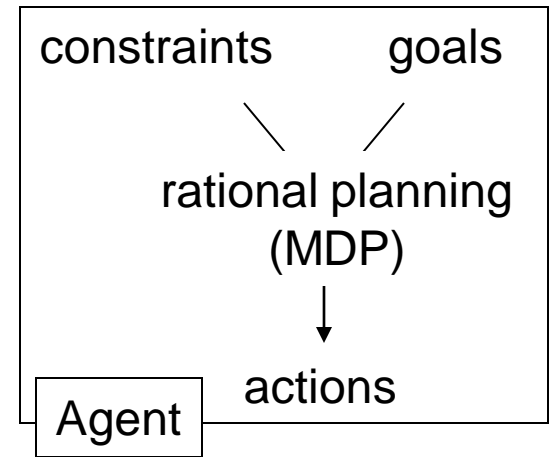 constraints goals
rational planning
(MDP)
actions
Agent